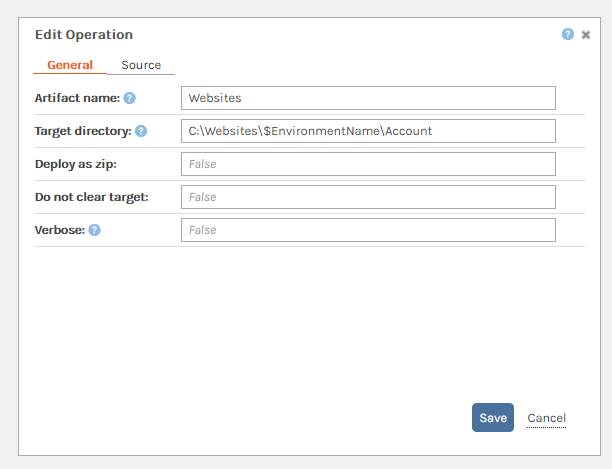 Edit Operation
General Source
Artifact name: Websites
Target directory: C:\Websites\$EnvironmentName\Account
Deploy as zip: False
Do not clear target: False
Verbose: False
Save Cancel